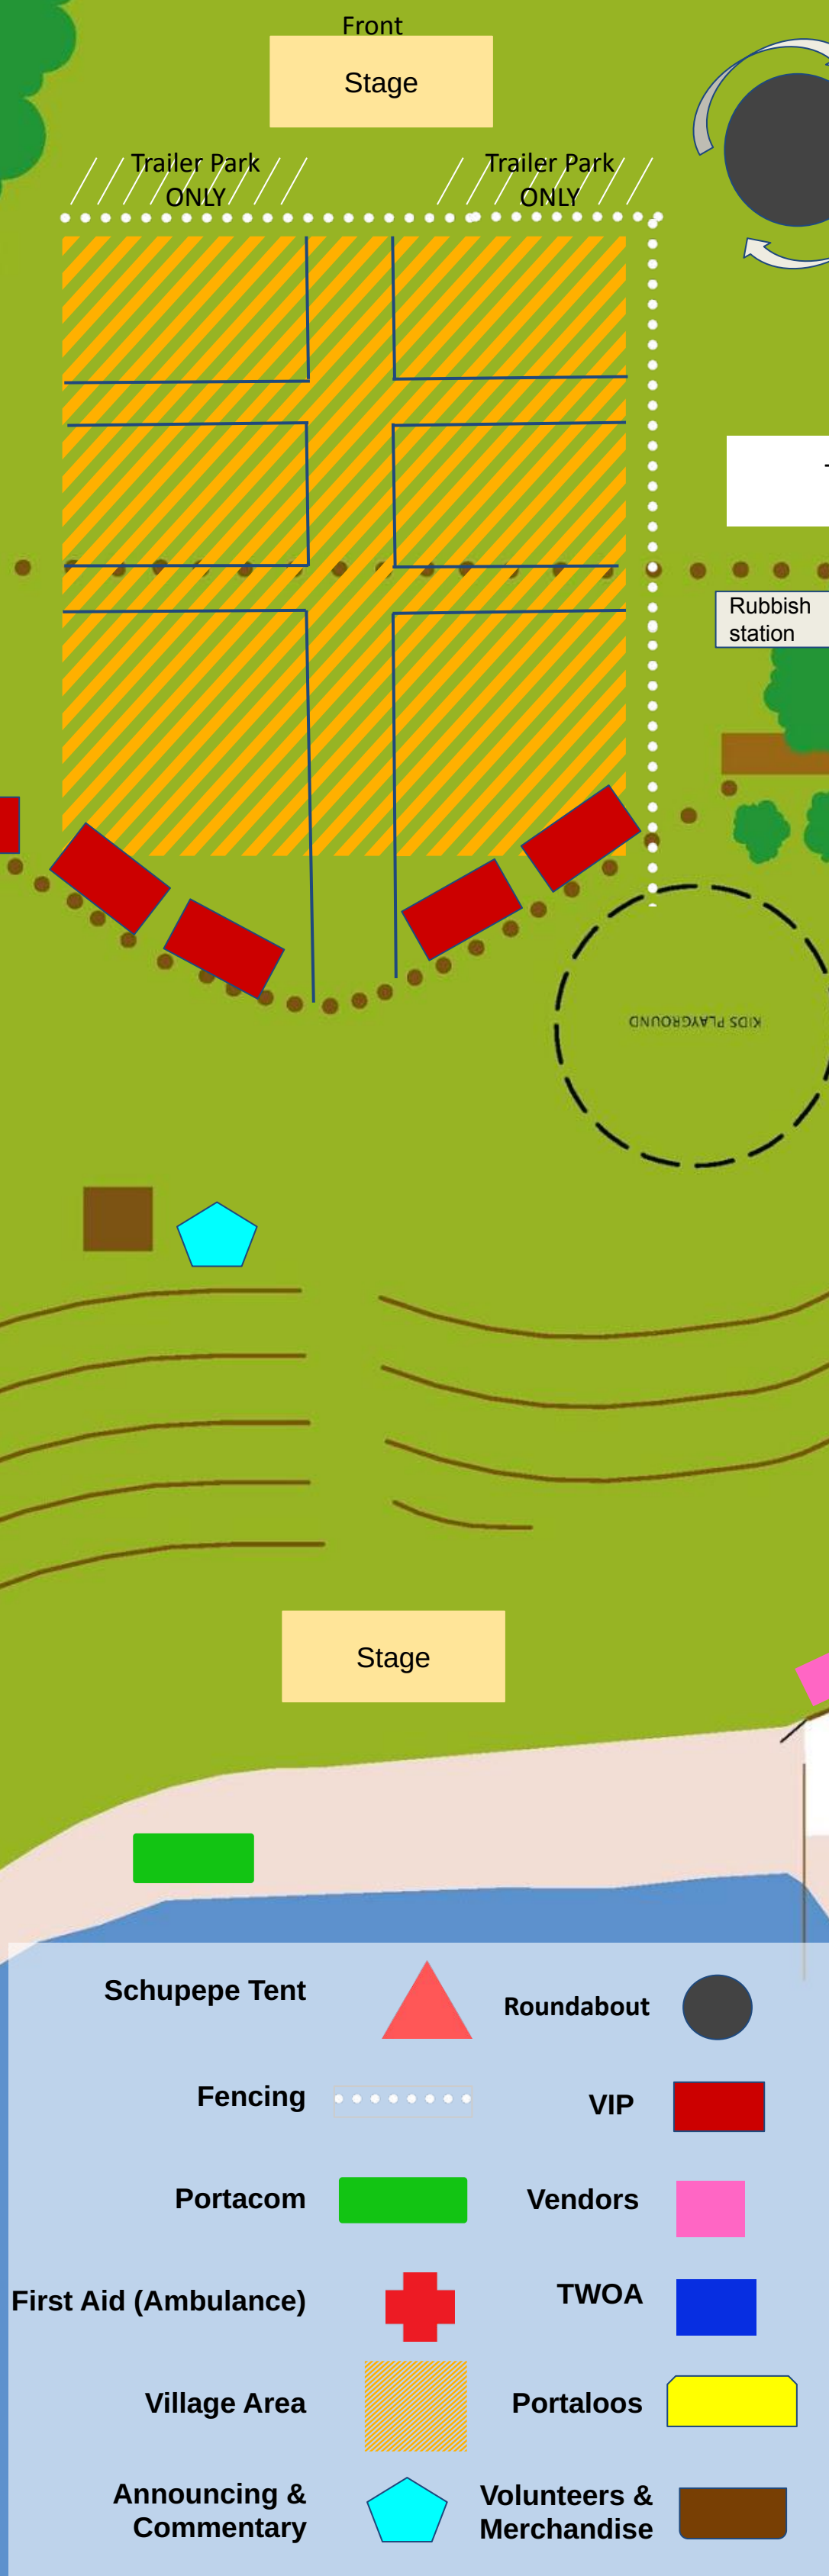 Front
Stage
Trailer Park
ONLY
Trailer Park
ONLY
Rubbish
station
KIDS PLAYGROUND
Stage
Schupepe Tent
Roundabout
Fencing
VIP
Portacom
Vendors
First Aid (Ambulance)
TWOA
Village Area
Portaloos
Announcing &
Commentary
Volunteers &
Merchandise